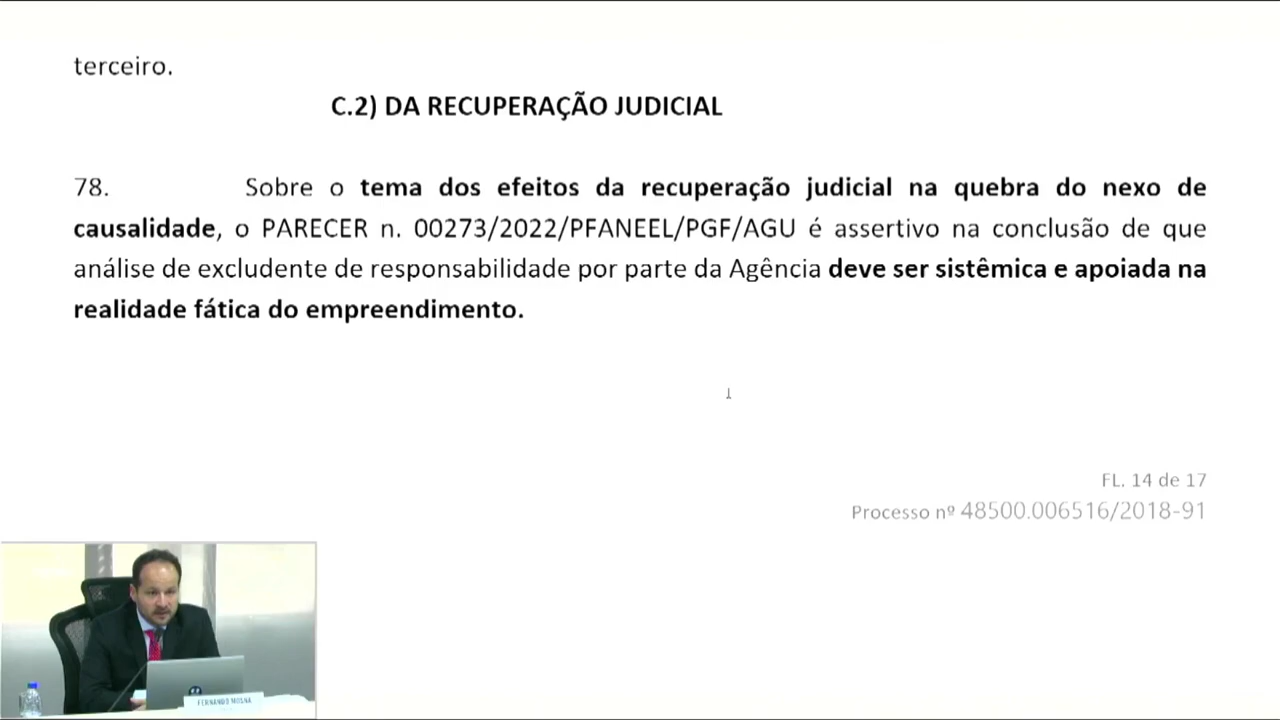 terceiro.
C.2) DA RECUPERAÇÃO JUDICIAL
78. Sobre o tema dos efeitos da recuperação judicial na quebra do nexo de
causalidade, o PARECER n. 00273/2022/PFANEEL/PGF/AGU é assertivo na conclusão de que
análise de excludente de responsabilidade por parte da Agência deve ser sistêmica e apoiada na
realidade fática do empreendimento.
FL. 14 de 17
Processo nº 48500.006516/2018-91
FERNANDO MOSNA